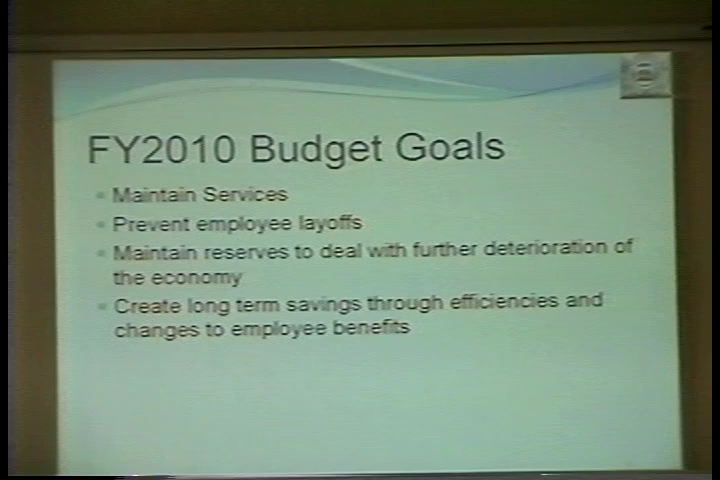 FY2010 Budget Goals
Maintain Services
Prevent employee layoffs
Maintain reserves to deal with further deterioration of
the economy
Create long term savings through efficiencies and
changes to employee benefits